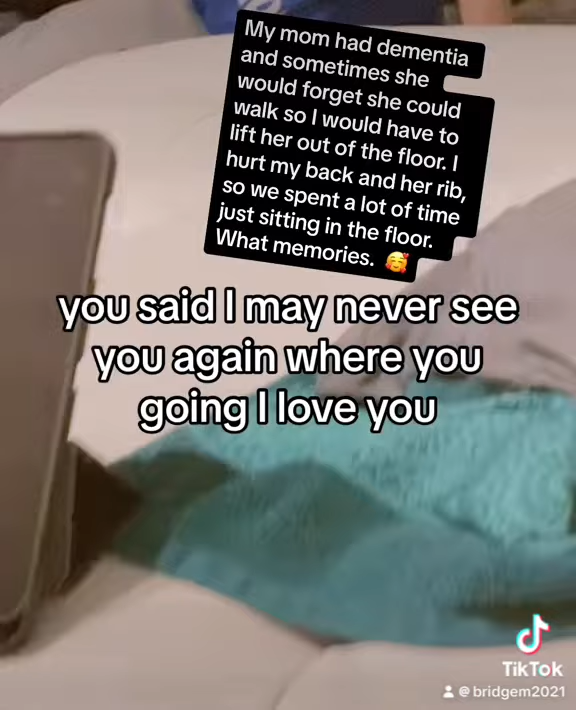 My mom had dementia
and sometimes she
would forget she could
walk so I would have to
lift her out of the floor. I
hurt my back and her rib,
so we spent a lot of time
just sitting in the floor.
What memories. 🥰
you said I may never see
you again where you
going I love you
TikTok
@bridgem2021